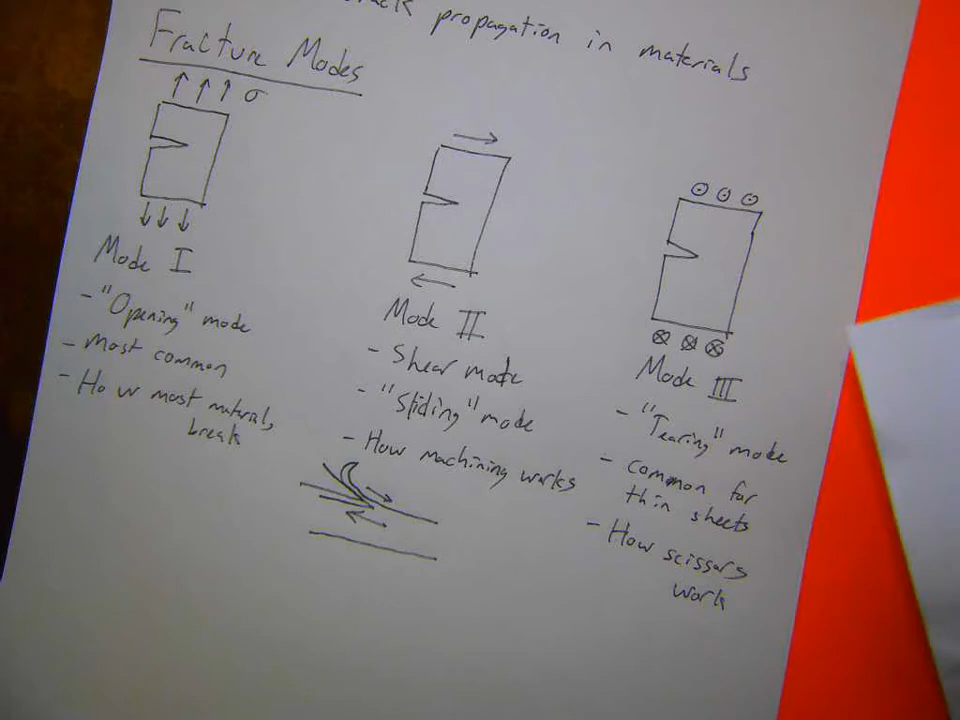 propagation in materials
Fracture Modes
σ
Mode I
- "Opening" mode
- Most common
- How most materials
break
Mode II
- Shear mode
- "Sliding" mode
- How machining works
Mode III
- "Tearing" mode
- common for
thin sheets
- How scissors
work